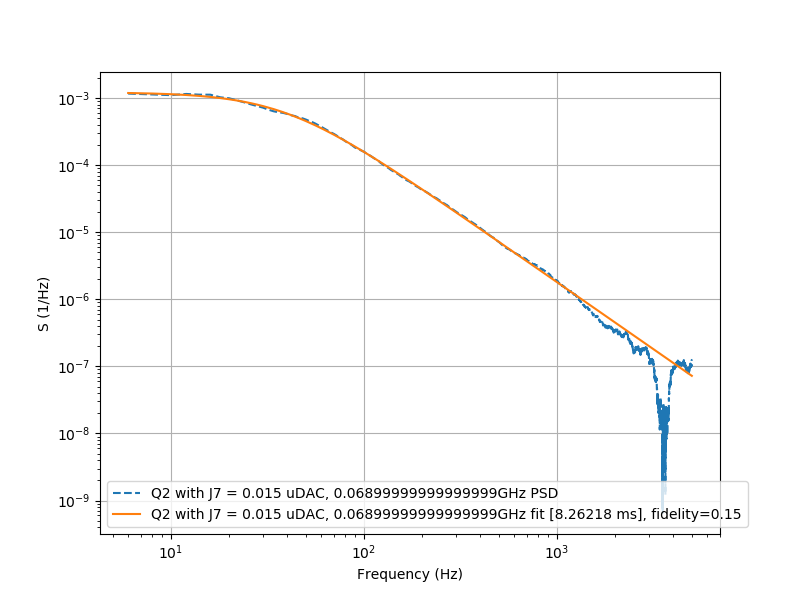 S (1/Hz)
10⁻³
10⁻⁴
10⁻⁵
10⁻⁶
10⁻⁷
10⁻⁸
10⁻⁹
Q2 with J7 = 0.015 uDAC, 0.06899999999999999GHz PSD
Q2 with J7 = 0.015 uDAC, 0.06899999999999999GHz fit [8.26218 ms], fidelity=0.15
10¹ 10² 10³
Frequency (Hz)